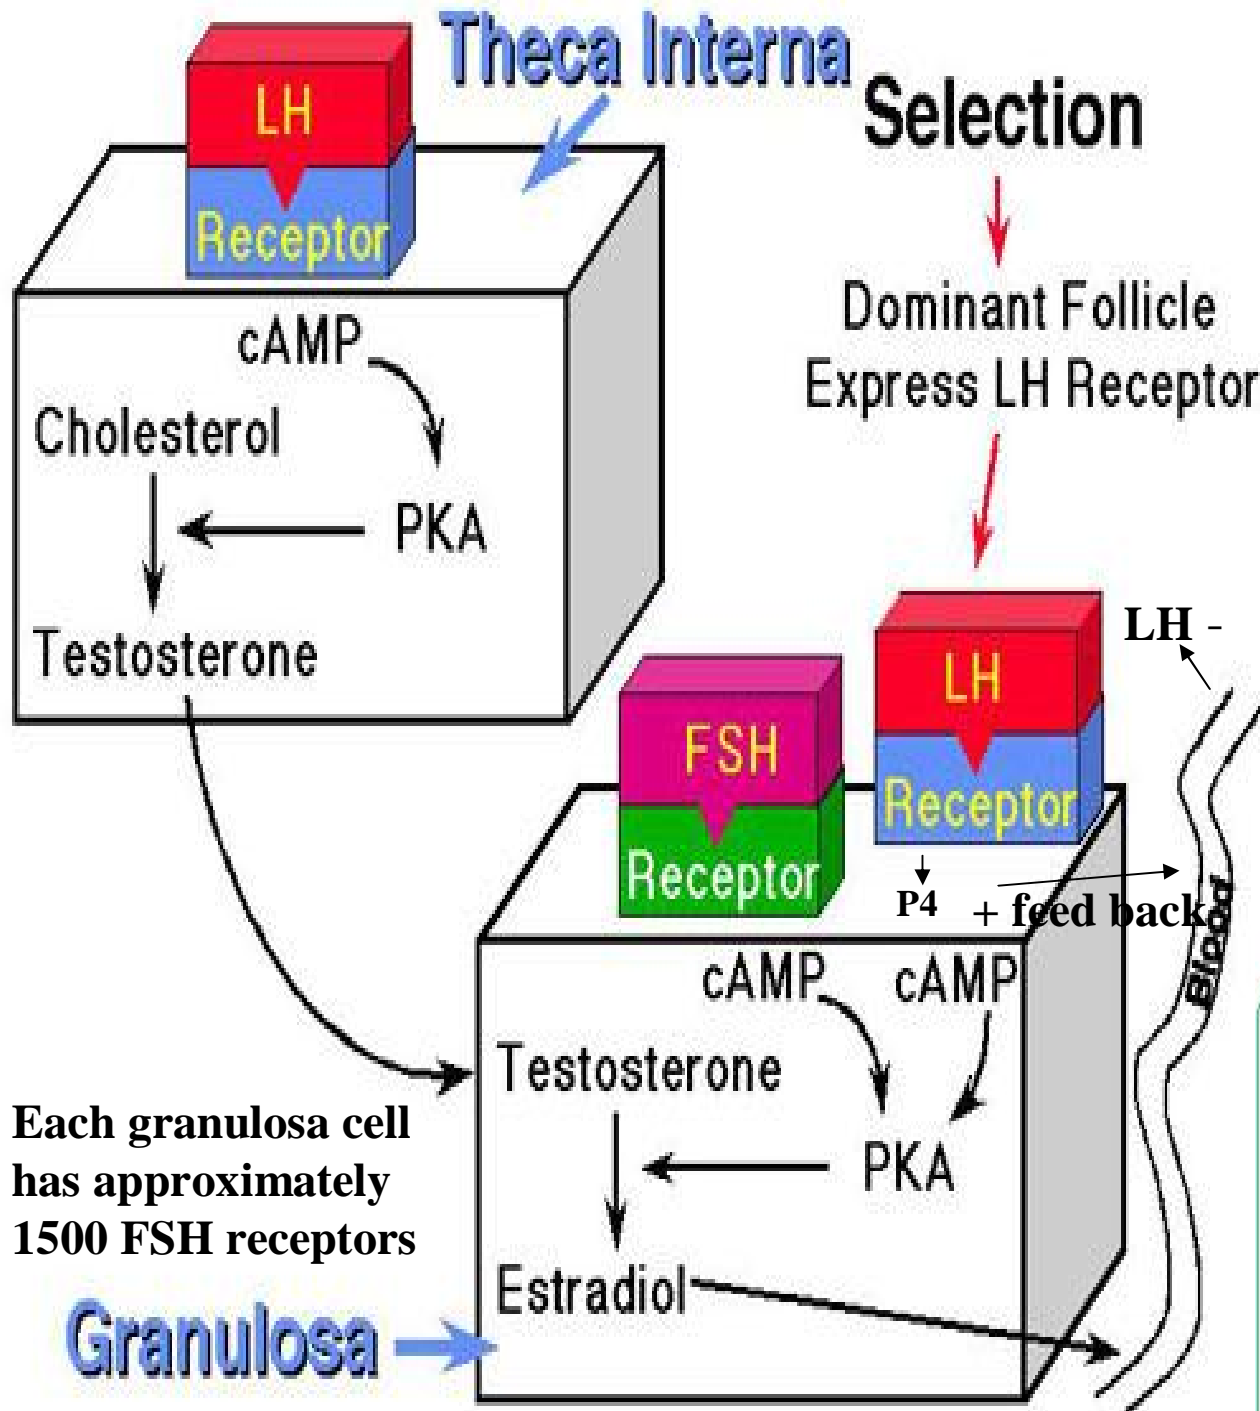 Theca Interna
LH
Receptor
cAMP
Cholesterol
PKA
Testosterone
Selection
Dominant Follicle
Express LH Receptor
LH -
FSH
Receptor
LH
Receptor
P4
+ feed back
Blood
cAMP
cAMP
Testosterone
PKA
Estradiol
Each granulosa cell
has approximately
1500 FSH receptors
Granulosa